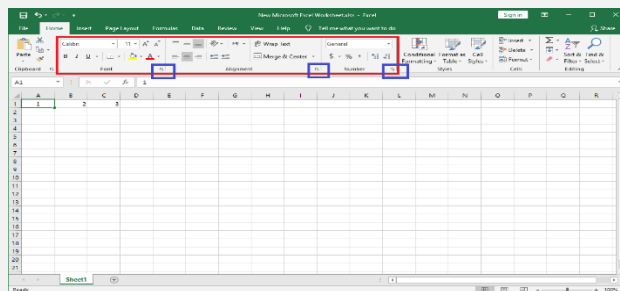 New Microsoft Excel Worksheet.xlsx - Excel
Sign in
File Home Insert Page Layout Formulas Data Review View Help Tell me what you want to do Share
Calibri 11 A A Wrap Text General Insert Σ
Paste B I U A Merge & Center $ % Conditional Format as Cell Delete Sort & Find &
Formatting Table Styles Format Filter Select
Clipboard Font Alignment Number Styles Cells Editing
A1 fx 1
A B C D E F G H I J K L M N O P Q R
1 1 2 3
2
3
4
5
6
7
8
9
10
11
12
13
14
15
16
17
18
19
20
21
Sheet1
Ready 100%